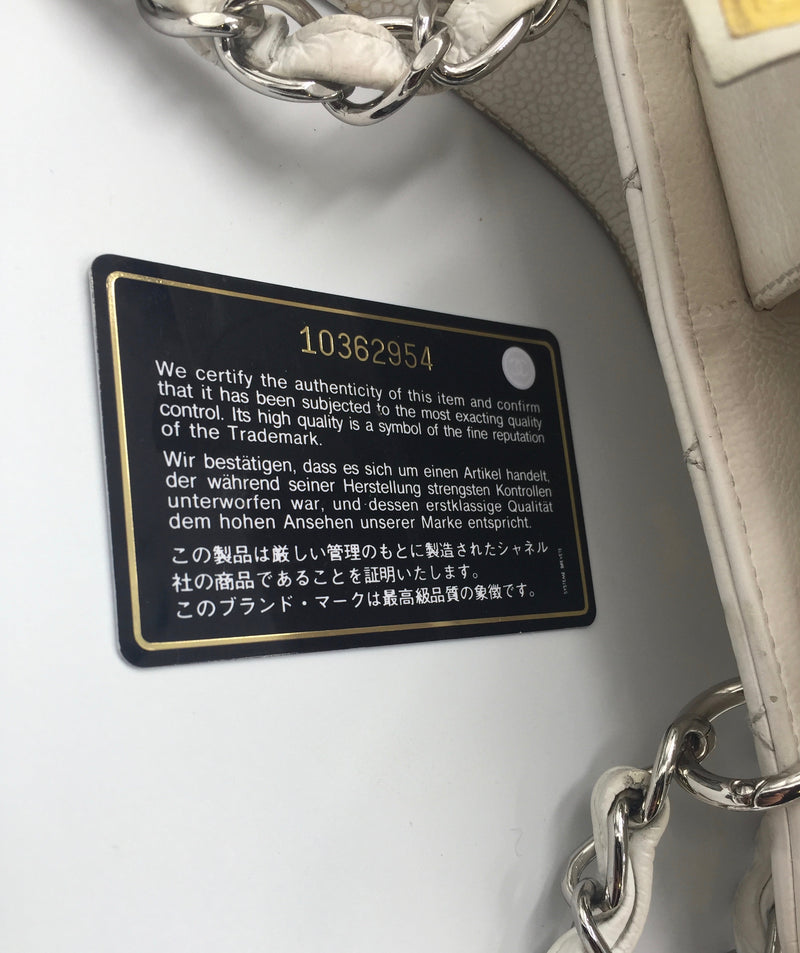 10362954
We certify the authenticity of this item and confirm
that it has been subjected to the most exacting quality
control. Its high quality is a symbol of the fine reputation
of the Trademark.
Wir bestätigen, dass es sich um einen Artikel handelt,
der während seiner Herstellung strengsten Kontrollen
unterworfen war, und dessen erstklassige Qualität
dem hohen Ansehen unserer Marke entspricht.
この製品は厳しい管理のもとに製造されたシャネル
社の商品であることを証明いたします。
このブランド・マークは最高級品質の象徴です。